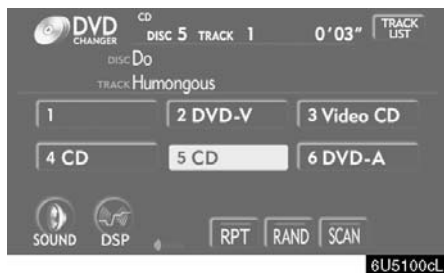 DVD CHANGER CD DISC 5 TRACK 1 0'03" TRACK LIST
DISC Do
TRACK Humongous
1 2 DVD-V 3 Video CD
4 CD 5 CD 6 DVD-A
SOUND DSP RPT RAND SCAN
6U5100cL